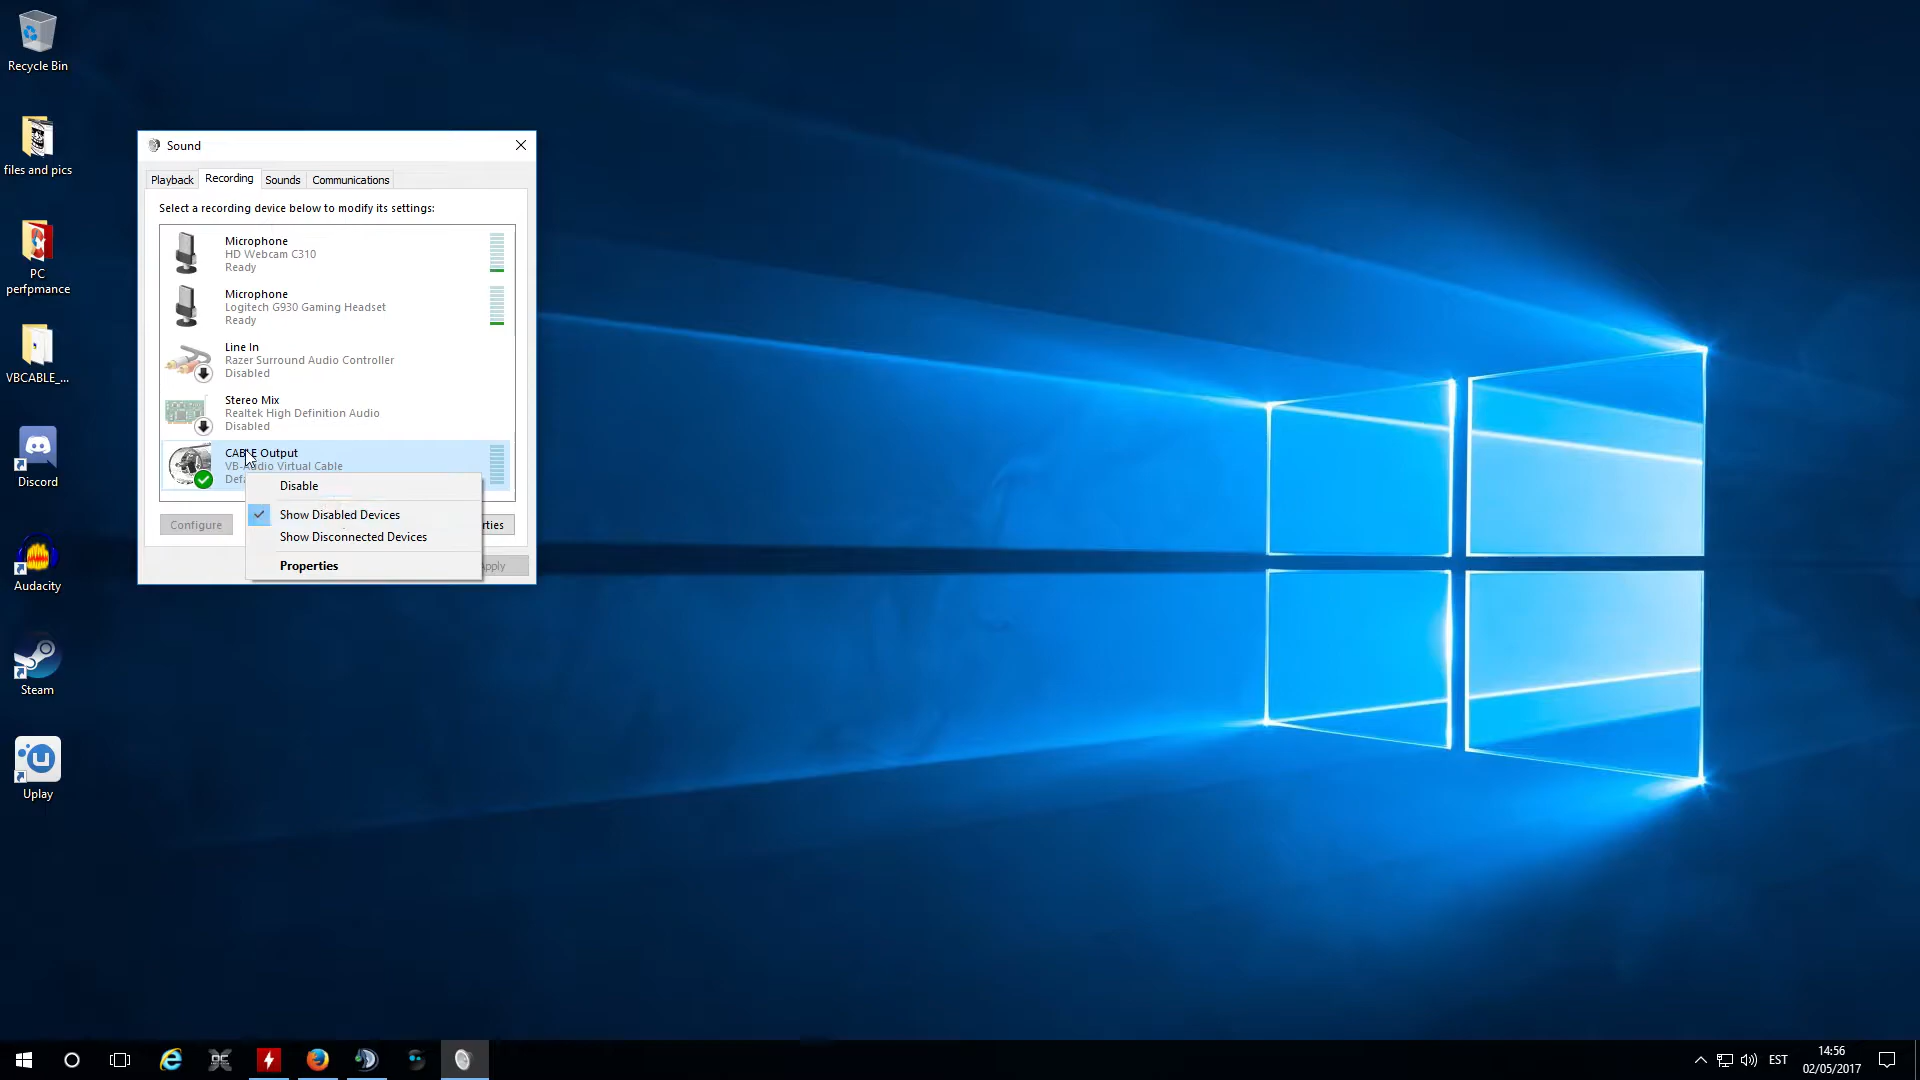 Recycle Bin
files and pics
PC
perfpmance
VBCABLE_...
Discord
Audacity
Steam
Uplay
Sound
Playback
Recording
Sounds
Communications
Select a recording device below to modify its settings:
Microphone
HD Webcam C310
Ready
Microphone
Logitech G930 Gaming Headset
Ready
Line In
Razer Surround Audio Controller
Disabled
Stereo Mix
Realtek High Definition Audio
Disabled
CABLE Output
VB-Audio Virtual Cable
Disable
Show Disabled Devices
Show Disconnected Devices
Properties
Configure
rties
Apply
EST
14:56
02/05/2017